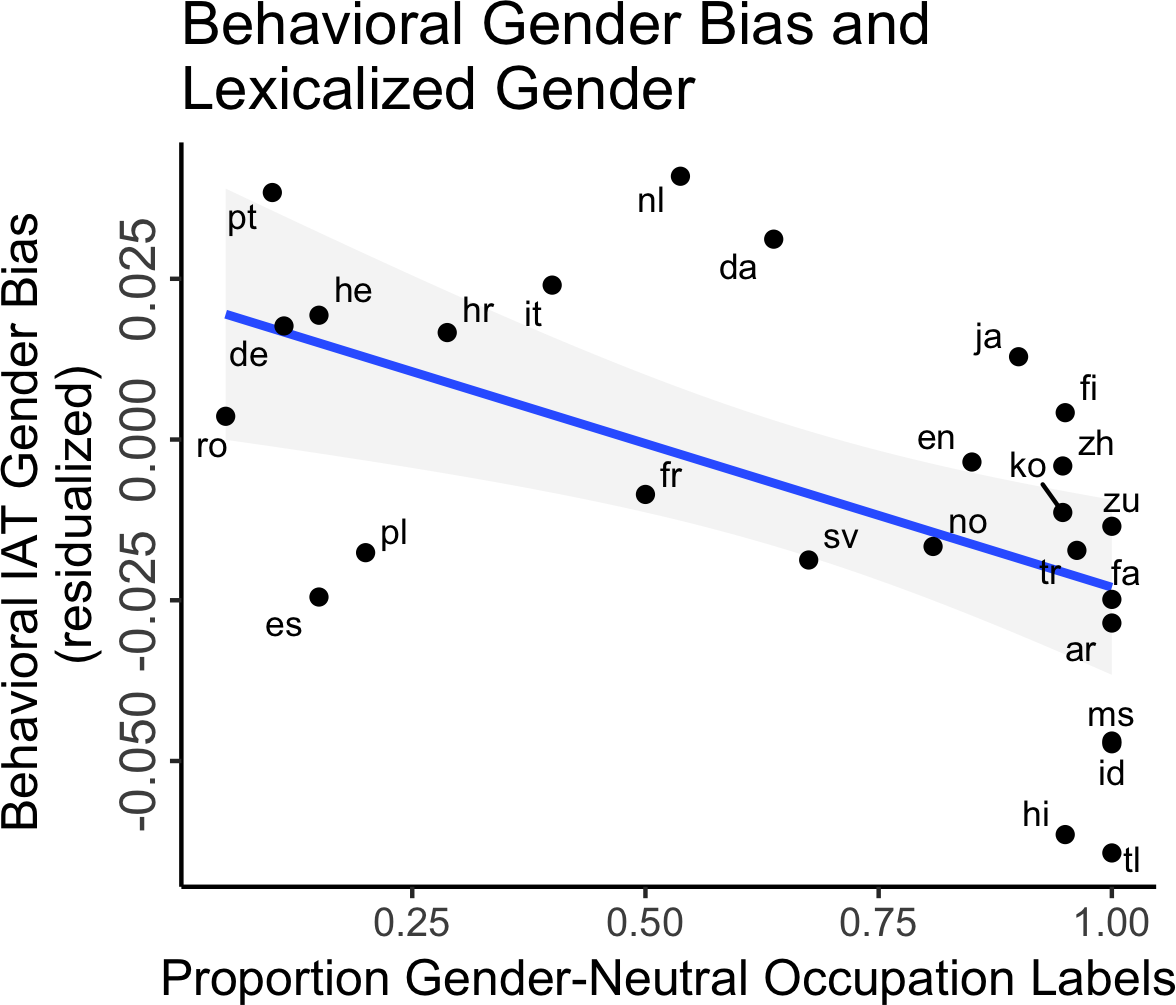 Behavioral Gender Bias and
Lexicalized Gender
Behavioral IAT Gender Bias
(residualized)
0.025
0.000
-0.025
-0.050
pt
nl
da
he
hr
it
de
ja
fi
ro
en
zh
ko
fr
zu
no
pl
sv
tr
fa
es
ar
ms
id
hi
tl
0.25 0.50 0.75 1.00
Proportion Gender-Neutral Occupation Labels